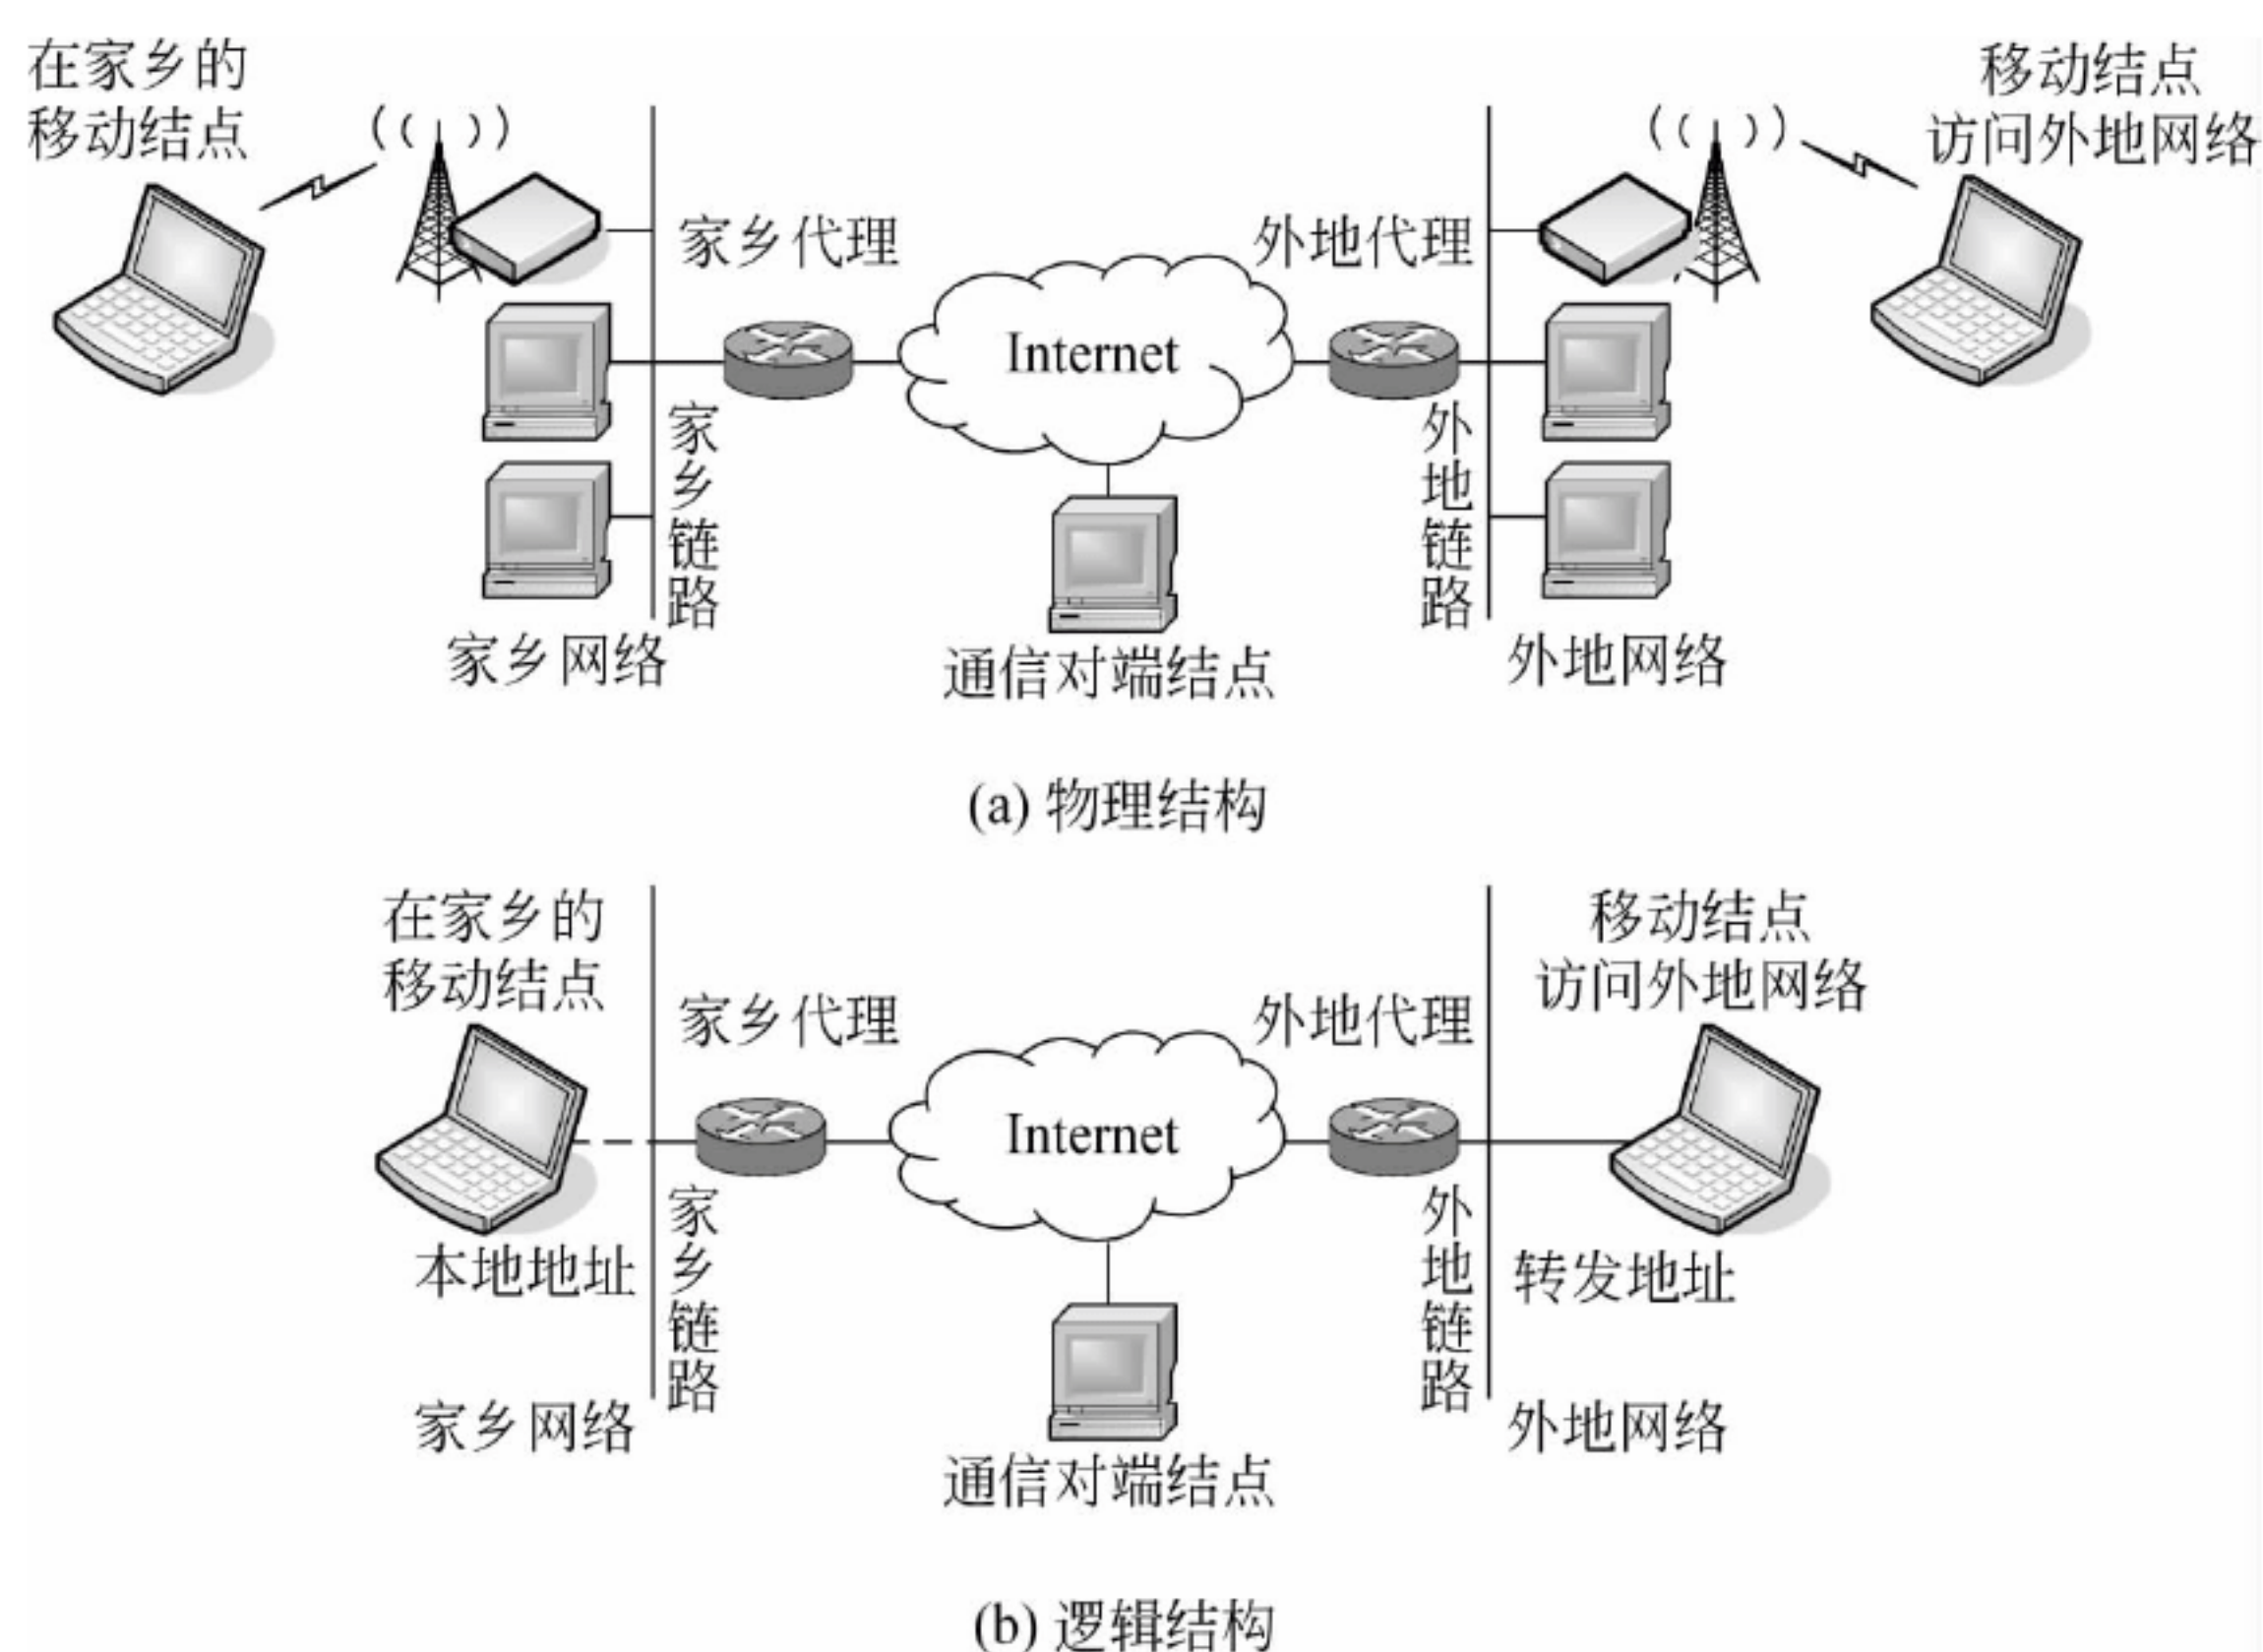 在家乡的
移动结点
移动结点
访问外地网络
家乡代理
外地代理
Internet
家乡链路
外地链路
家乡网络
通信对端结点
外地网络
(a) 物理结构
在家乡的
移动结点
移动结点
访问外地网络
家乡代理
外地代理
Internet
本地地址
家乡链路
外地链路
转发地址
家乡网络
通信对端结点
外地网络
(b) 逻辑结构